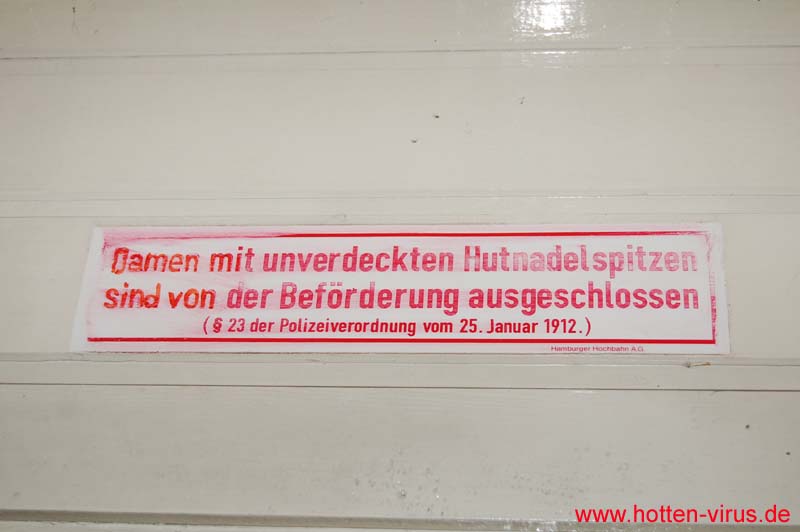 Damen mit unverdeckten Hutnadelspitzen
sind von der Beförderung ausgeschlossen
(§ 23 der Polizeiverordnung vom 25. Januar 1912.)
Hamburger Hochbahn A.G.
www.hotten-virus.de